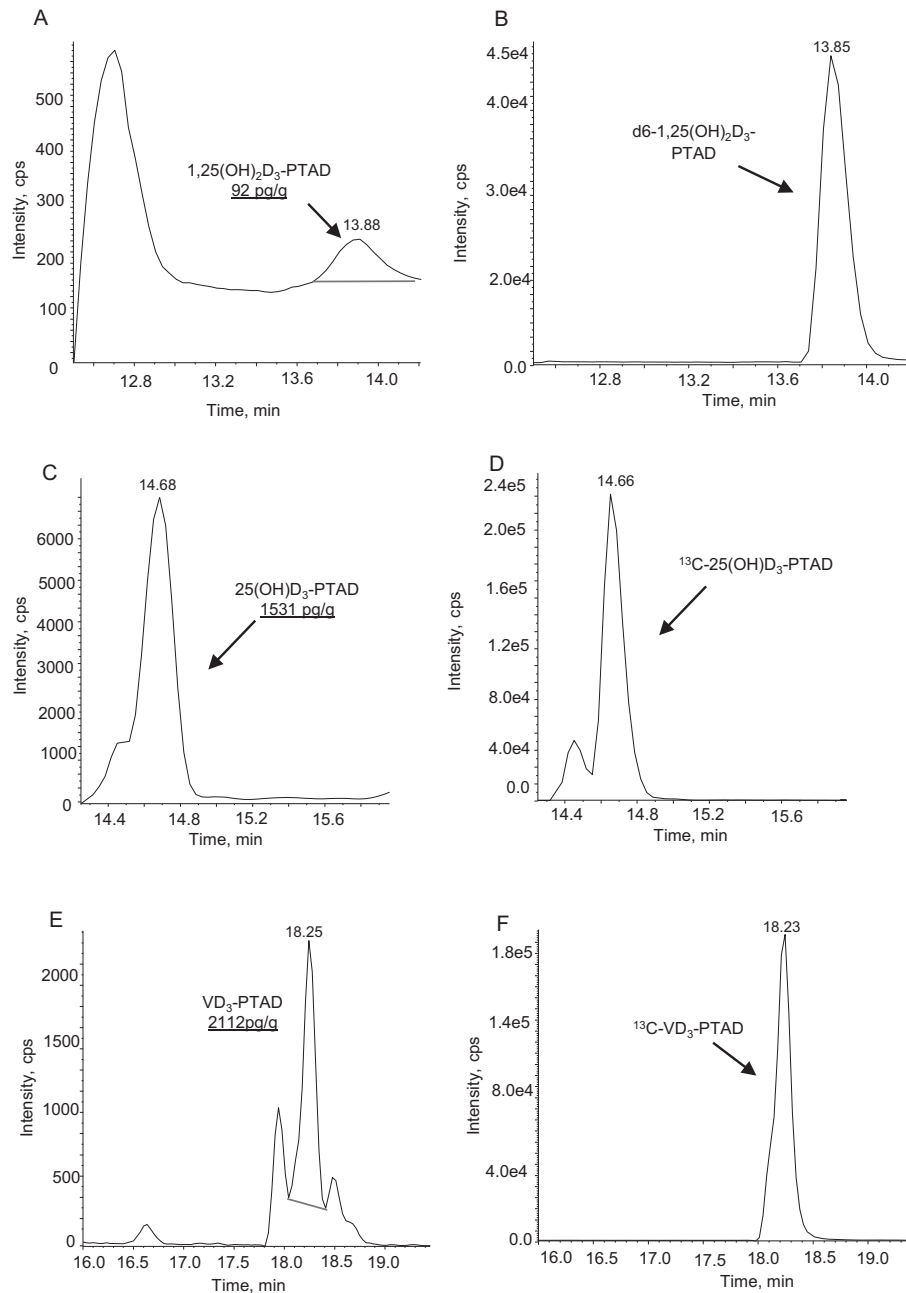 A
Intensity, cps
500
400
300
200
100
0
1,25(OH)₂D₃-PTAD
92 pg/g
13.88
12.8
13.2
13.6
14.0
Time, min
B
Intensity, cps
4.5e4
4.0e4
3.0e4
2.0e4
0.0
13.85
d6-1,25(OH)₂D₃-
PTAD
12.8
13.2
13.6
14.0
Time, min
C
Intensity, cps
6000
5000
4000
3000
2000
1000
0
14.68
25(OH)D₃-PTAD
1531 pg/g
14.4
14.8
15.2
15.6
Time, min
D
Intensity, cps
2.4e5
2.0e5
1.6e5
1.2e5
8.0e4
4.0e4
0.0
14.66
¹³C-25(OH)D₃-PTAD
14.4
14.8
15.2
15.6
Time, min
E
Intensity, cps
2000
1500
1000
500
0
18.25
VD₃-PTAD
2112pg/g
16.0
16.5
17.0
17.5
18.0
18.5
19.0
Time, min
F
Intensity, cps
1.8e5
1.4e5
8.0e4
4.0e4
0.0
18.23
¹³C-VD₃-PTAD
16.0
16.5
17.0
17.5
18.0
18.5
19.0
Time, min